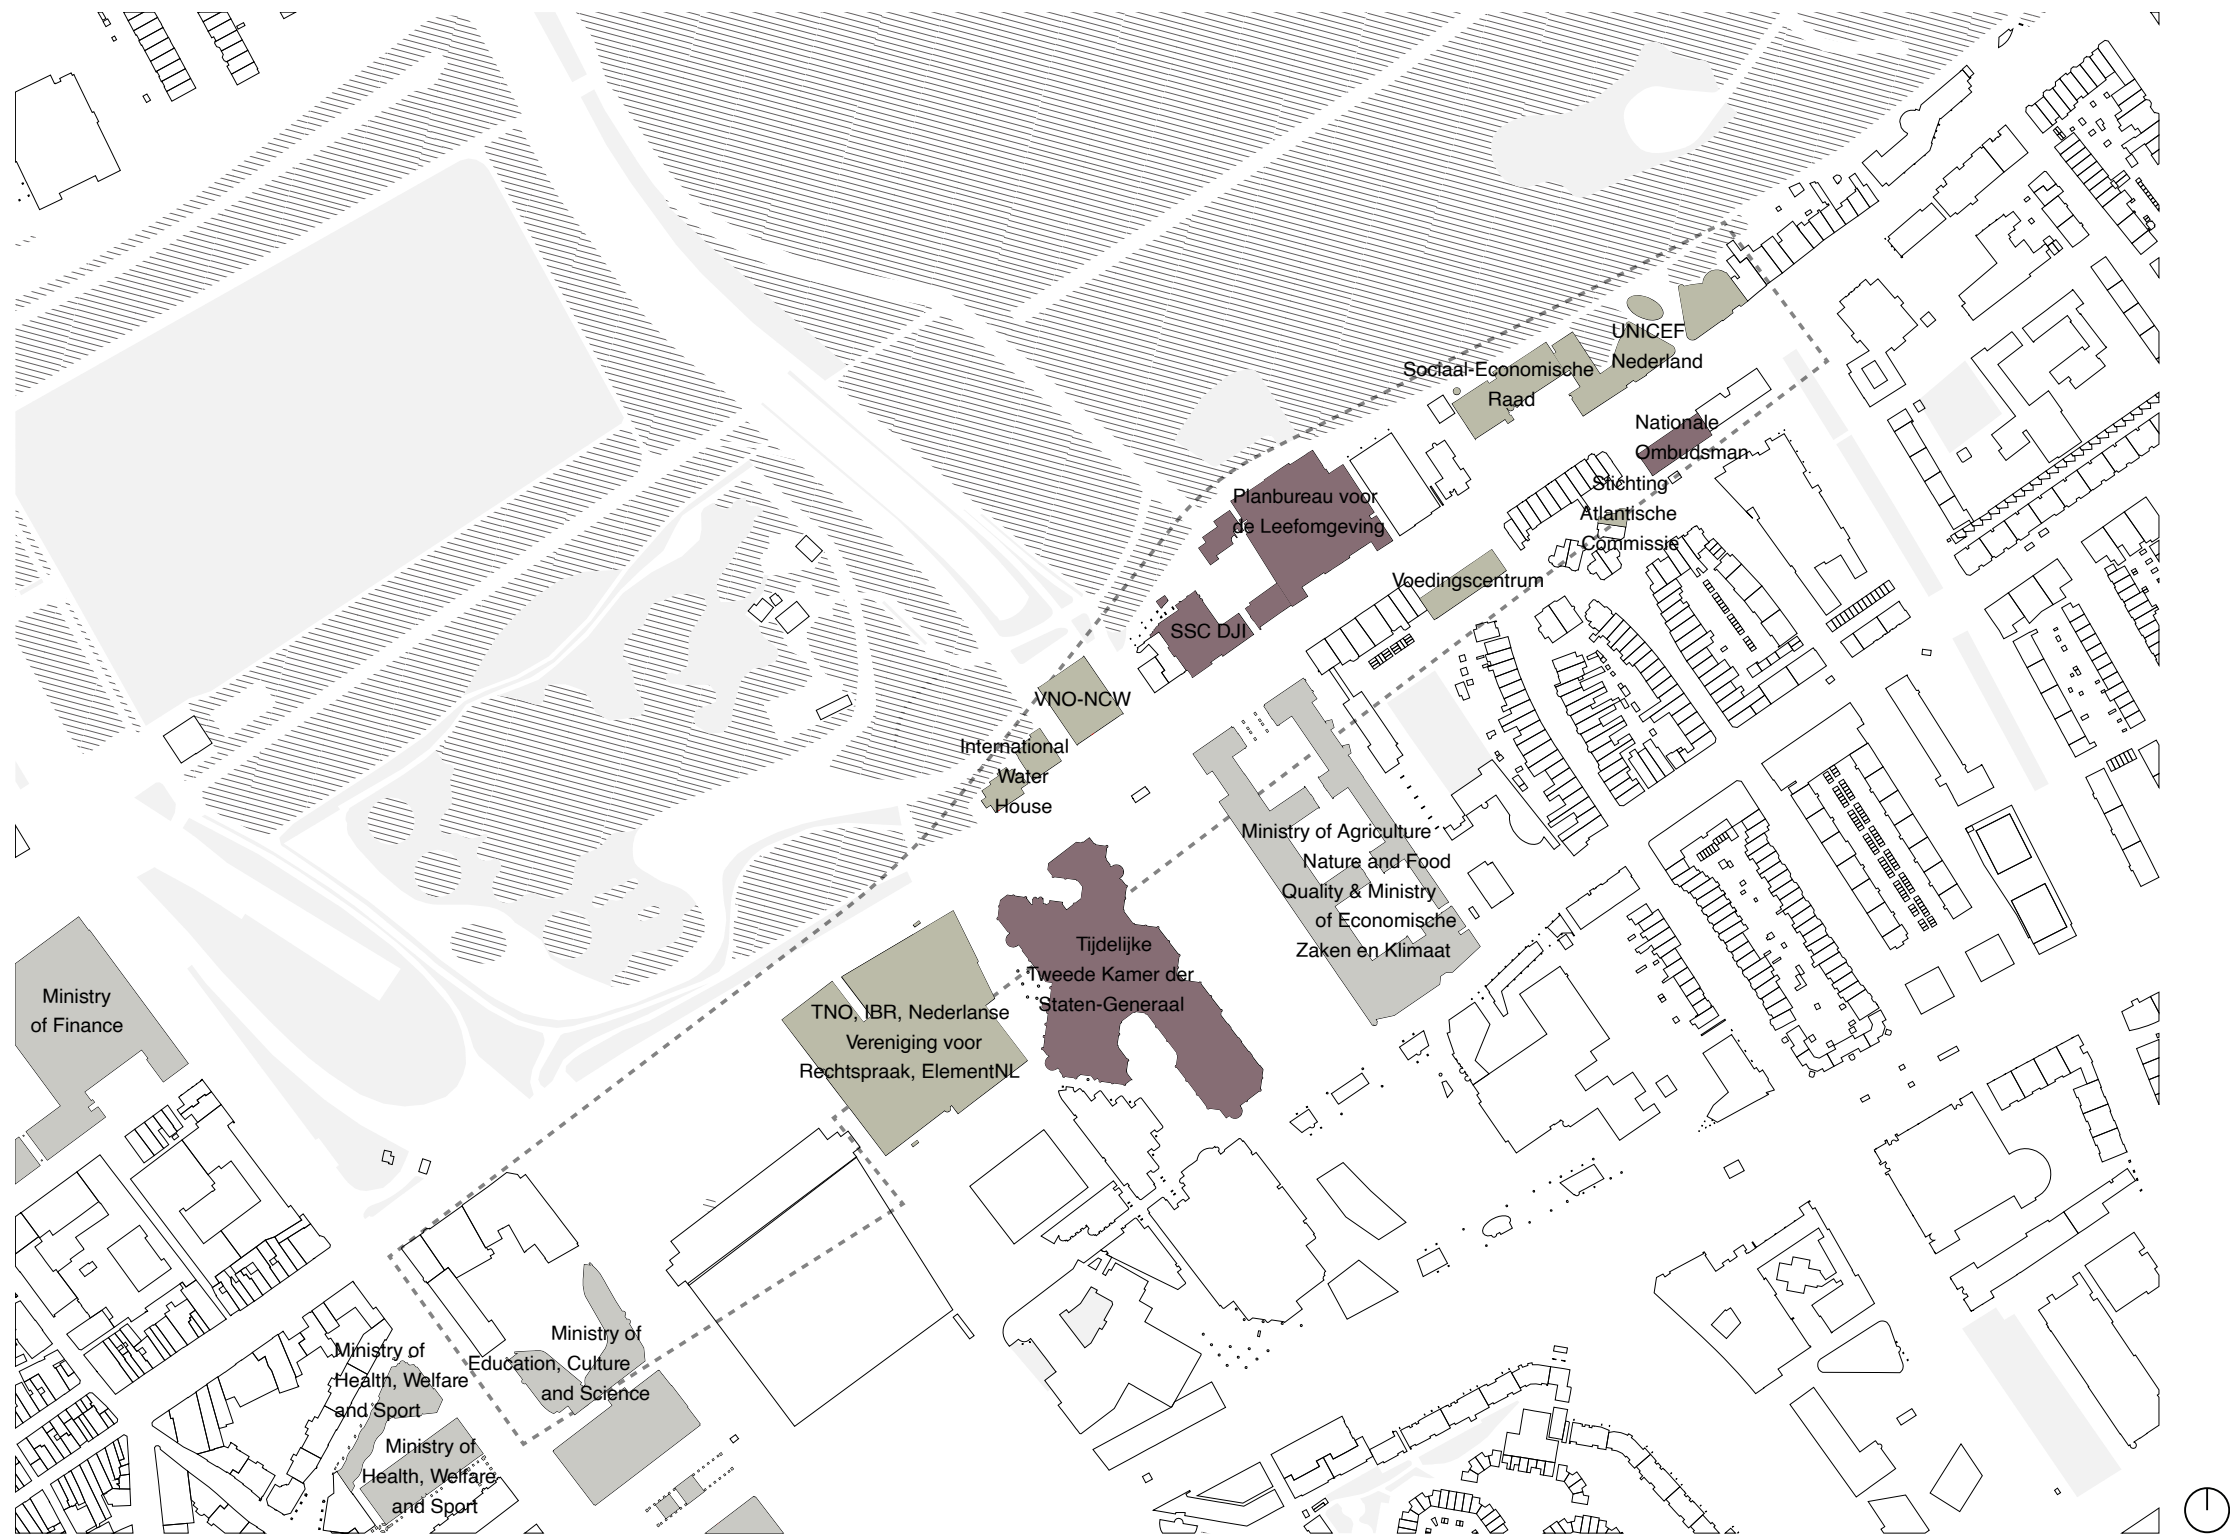 UNICEF
Nederland
Sociaal-Economische
Raad
Nationale
Ombudsman
Stichting
Atlantische
Commissie
Planbureau voor
de Leefomgeving
Voedingscentrum
SSC DJI
VNO-NCW
International
Water
House
Ministry of Agriculture
Nature and Food
Quality & Ministry
of Economische
Zaken en Klimaat
Tijdelijke
Tweede Kamer der
Staten-Generaal
Ministry
of Finance
TNO, IBR, Nederlanse
Vereniging voor
Rechtspraak, ElementNL
Ministry of
Education, Culture
and Science
Ministry of
Health, Welfare
and Sport
Ministry of
Health, Welfare
and Sport